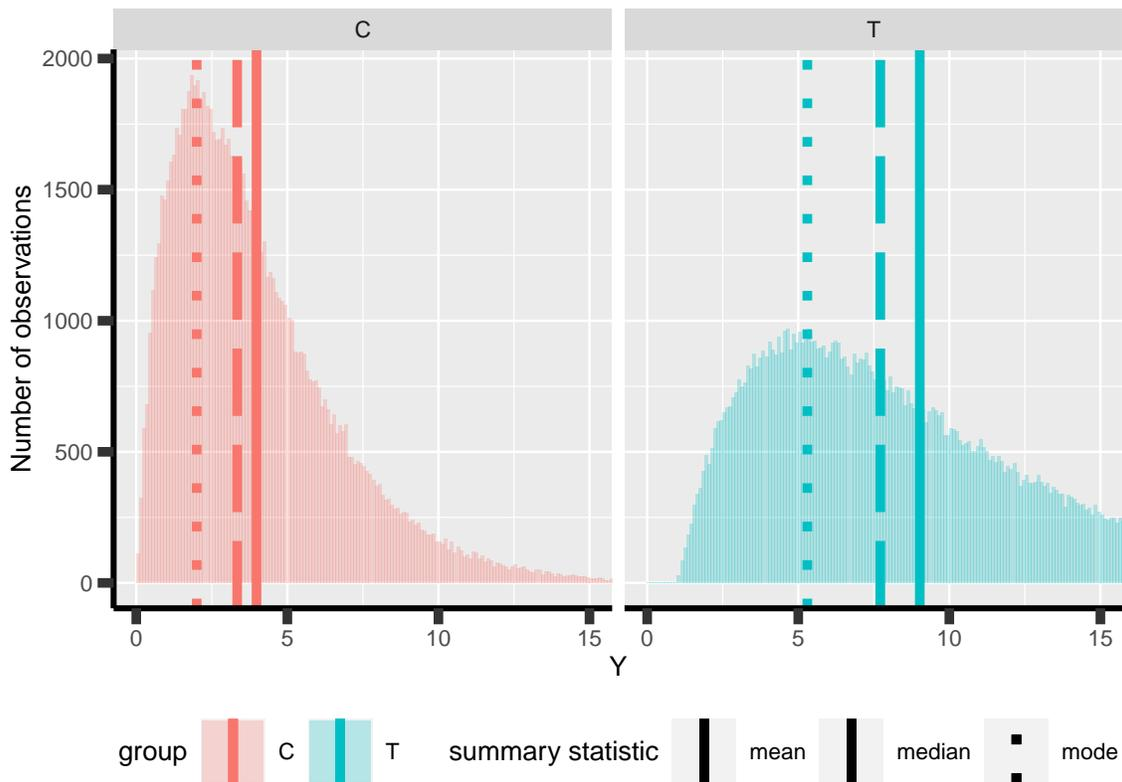 C T
2000
1500
1000
500
0
Number of observations
0 5 10 15 0 5 10 15
Y
group C T summary statistic mean median mode